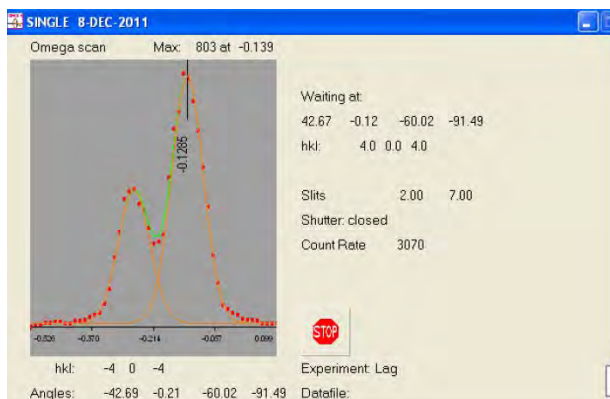 SINGLE 8-DEC-2011
Omega scan Max: 803 at -0.139
-0.1285
-0.526 -0.370 -0.214 -0.057 0.099
hkl: -4 0 -4
Angles: -42.69 -0.21 -60.02 -91.49
Waiting at:
42.67 -0.12 -60.02 -91.49
hkl: 4.0 0.0 4.0
Slits 2.00 7.00
Shutter: closed
Count Rate 3070
STOP
Experiment: Lag
Datafile: